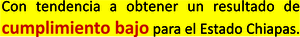 Con tendencia a obtener un resultado de
cumplimiento bajo para el Estado Chiapas.